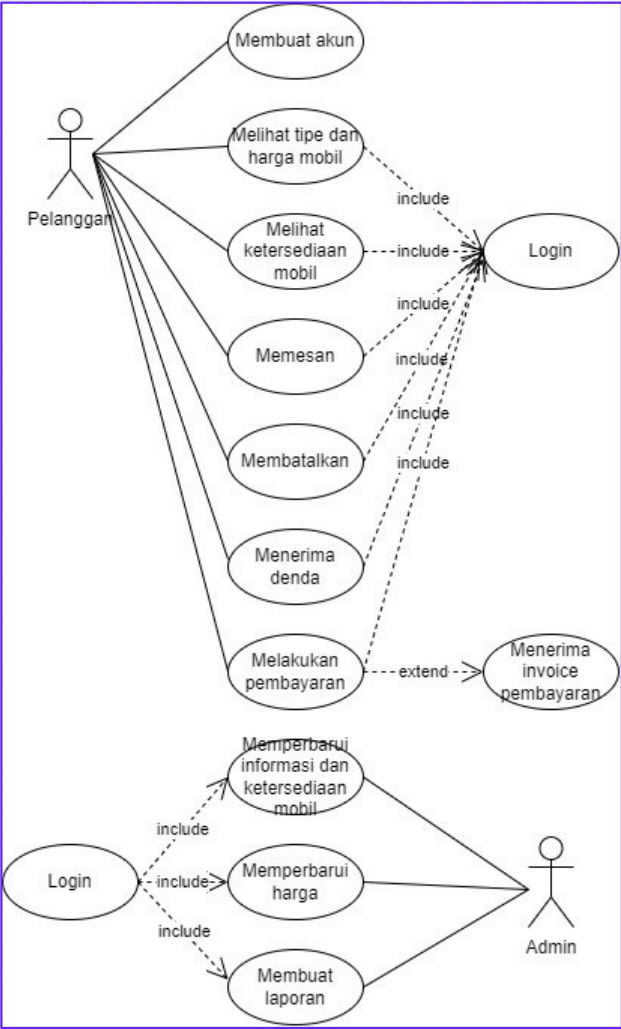 Membuat akun
Melihat tipe dan
harga mobil
Pelanggan
include
Melihat
ketersediaan
mobil
include
Login
include
Memesan
include
include
Membatalkan
include
Menerima
denda
Melakukan
pembayaran
extend
Menerima
invoice
pembayaran
Memperbarui
informasi dan
ketersediaan
mobil
include
Login
include
Memperbarui
harga
include
Admin
Membuat
laporan